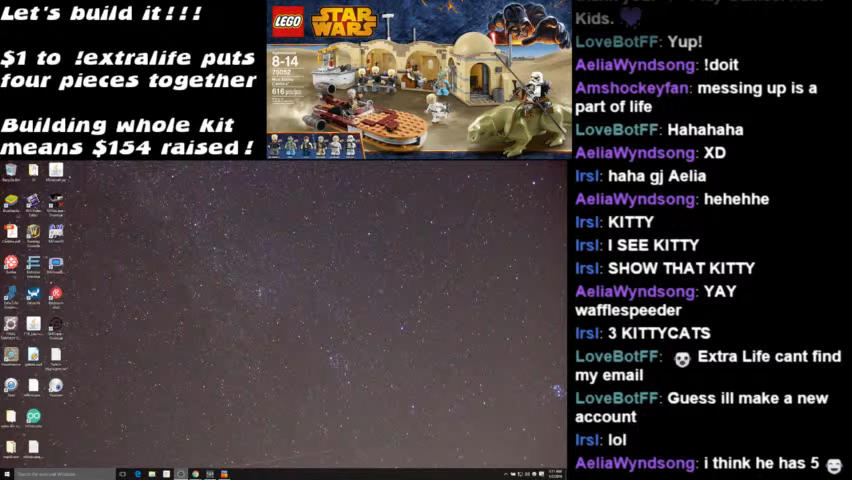 Let's build it!!!
$1 to !extralife puts
four pieces together
Building whole kit
means $154 raised!
LEGO STAR WARS
8-14
75052
616 pcs/pzs
Kids.
LoveBotFF: Yup!
AeliaWyndsong: !doit
Amshockeyfan: messing up is a
part of life
LoveBotFF: Hahahaha
AeliaWyndsong: XD
Irsl: haha gj Aelia
AeliaWyndsong: hehehhe
Irsl: KITTY
Irsl: I SEE KITTY
Irsl: SHOW THAT KITTY
AeliaWyndsong: YAY
wafflespeeder
Irsl: 3 KITTYCATS
LoveBotFF: Extra Life cant find
my email
LoveBotFF: Guess ill make a new
account
Irsl: lol
AeliaWyndsong: i think he has 5